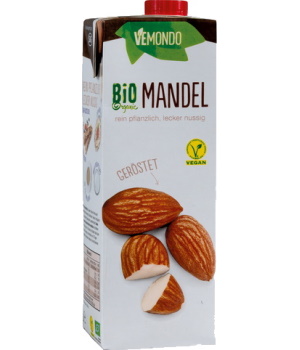 VEMONDO
BiO
Organic
MANDEL
rein pflanzlich, lecker nussig
GERÖSTET
VEGAN